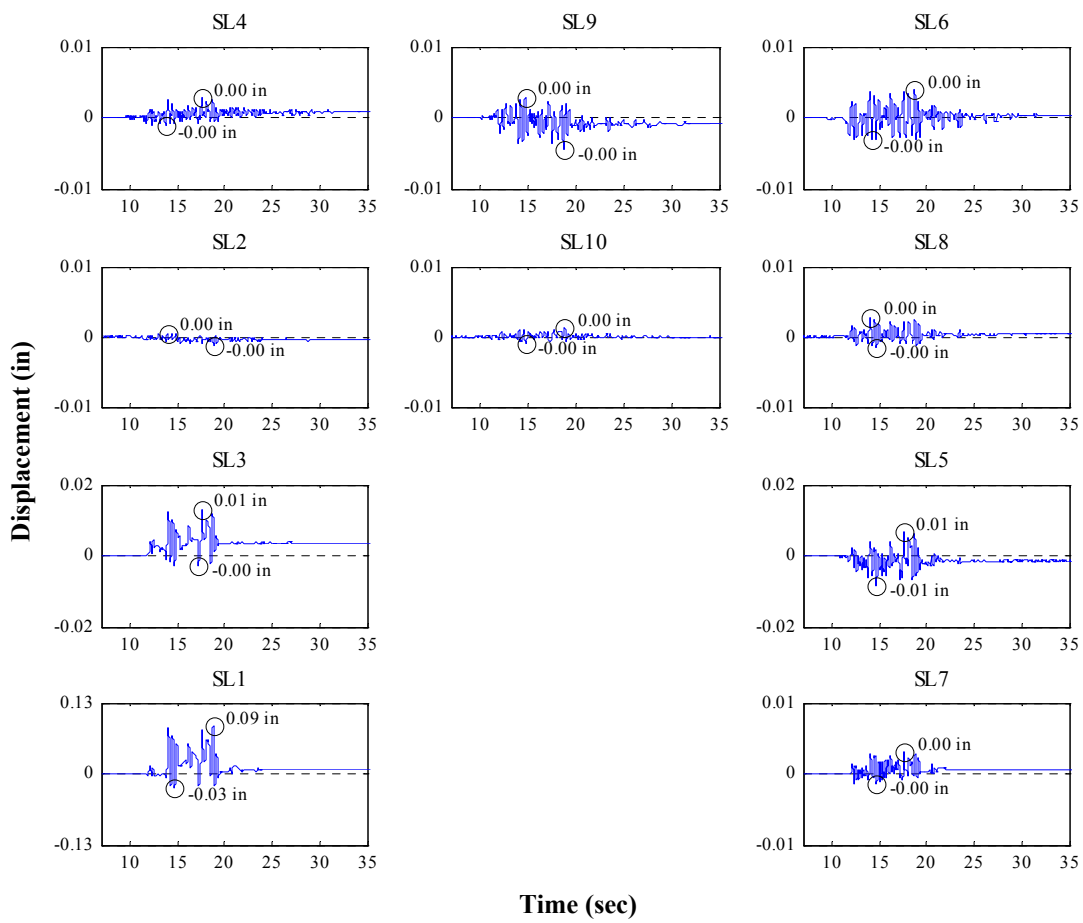 SL4
SL9
SL6
0.01
0
-0.01
0.00 in
-0.00 in
10 15 20 25 30 35
0.01
0
-0.01
0.00 in
-0.00 in
10 15 20 25 30 35
0.01
0
-0.01
0.00 in
-0.00 in
10 15 20 25 30 35
SL2
SL10
SL8
0.01
0
-0.01
0.00 in
-0.00 in
10 15 20 25 30 35
0.01
0
-0.01
0.00 in
-0.00 in
10 15 20 25 30 35
0.01
0
-0.01
0.00 in
-0.00 in
10 15 20 25 30 35
Displacement (in)
SL3
SL5
0.02
0
-0.02
0.01 in
-0.00 in
10 15 20 25 30 35
0.02
0
-0.02
0.01 in
-0.01 in
10 15 20 25 30 35
SL1
SL7
0.13
0
-0.13
0.09 in
-0.03 in
10 15 20 25 30 35
0.01
0
-0.01
0.00 in
-0.00 in
10 15 20 25 30 35
Time (sec)